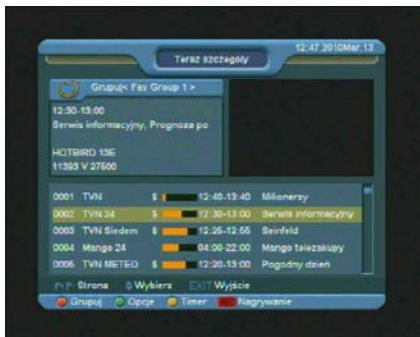 12:47 2010Mar.13
Teraz szczegóły
Grupuj< Fav Group 1 >
12:30-13:00
Serwis informacyjny, Prognoza po
HOTBIRD 13E
11393 V 27500
0001 TVN $ 12:40-13:40 Milionerzy
0002 TVN 24 $ 12:30-13:00 Serwis informacyjny
0003 TVN Siedem $ 12:25-12:55 Seinfeld
0004 Mango 24 04:00-22:00 Mango telezakupy
0005 TVN METEO $ 12:20-13:00 Pogodny dzień
P+ P- Strona Wybierz EXIT Wyjście
Grupuj Opcje Timer REC Nagrywanie